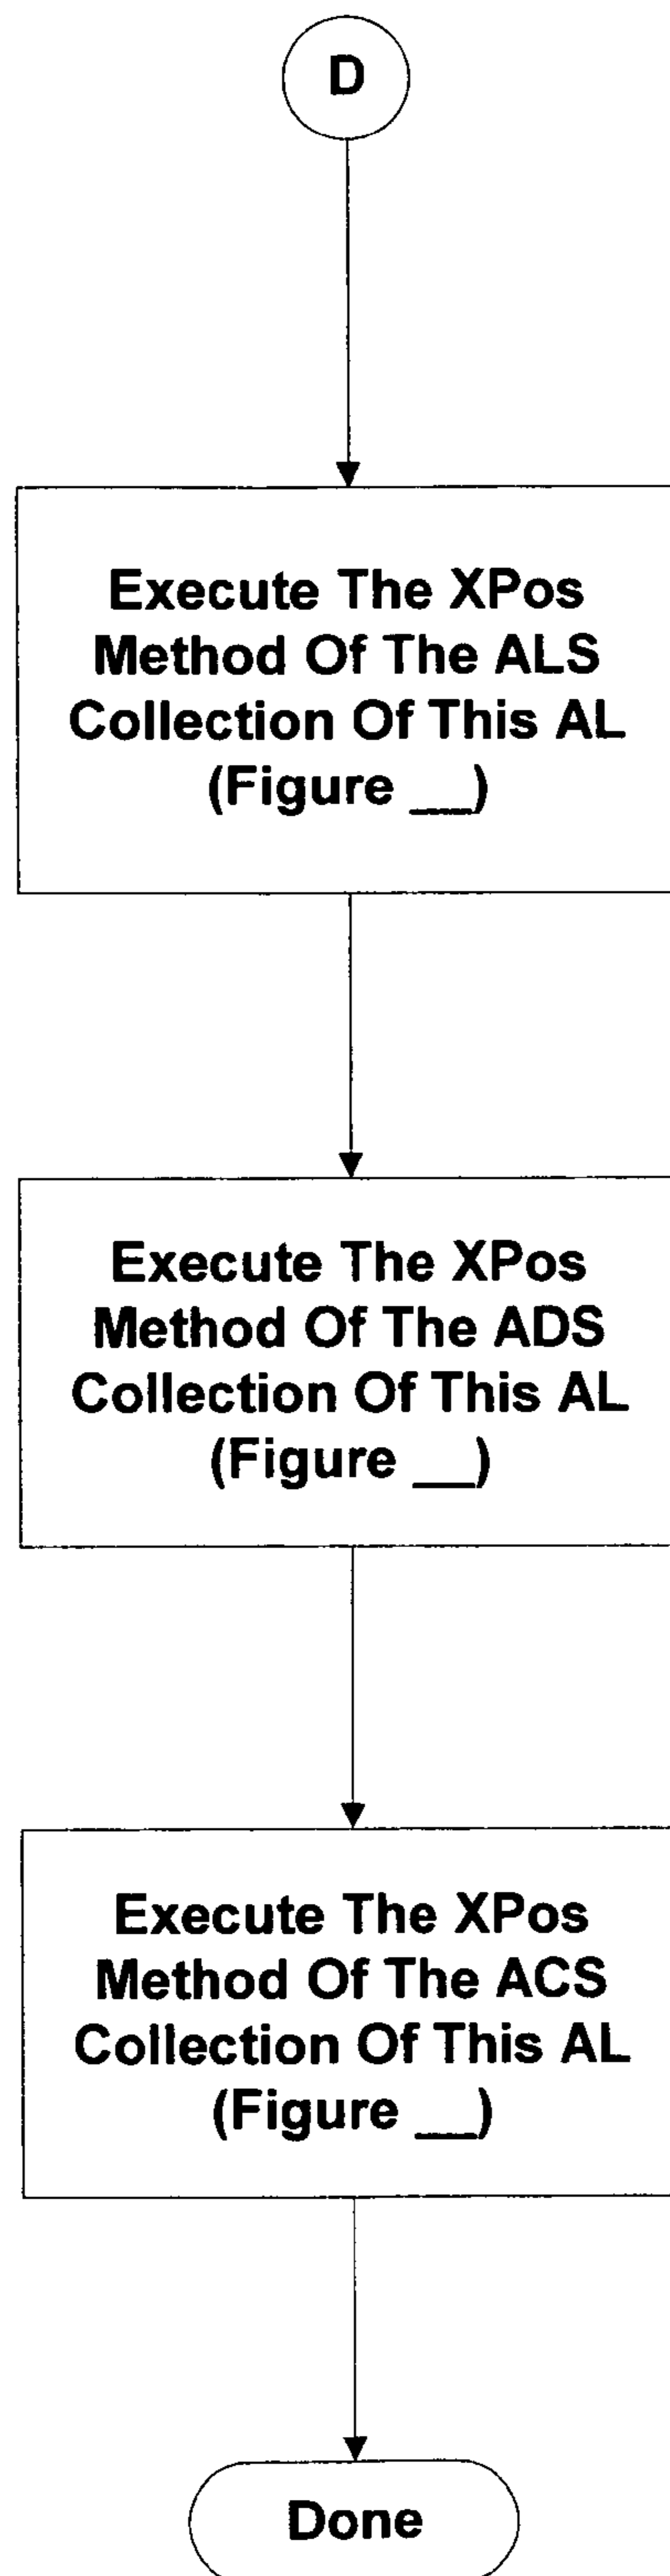 D
Execute The XPos
Method Of The ALS
Collection Of This AL
(Figure __)
Execute The XPos
Method Of The ADS
Collection Of This AL
(Figure __)
Execute The XPos
Method Of The ACS
Collection Of This AL
(Figure __)
Done